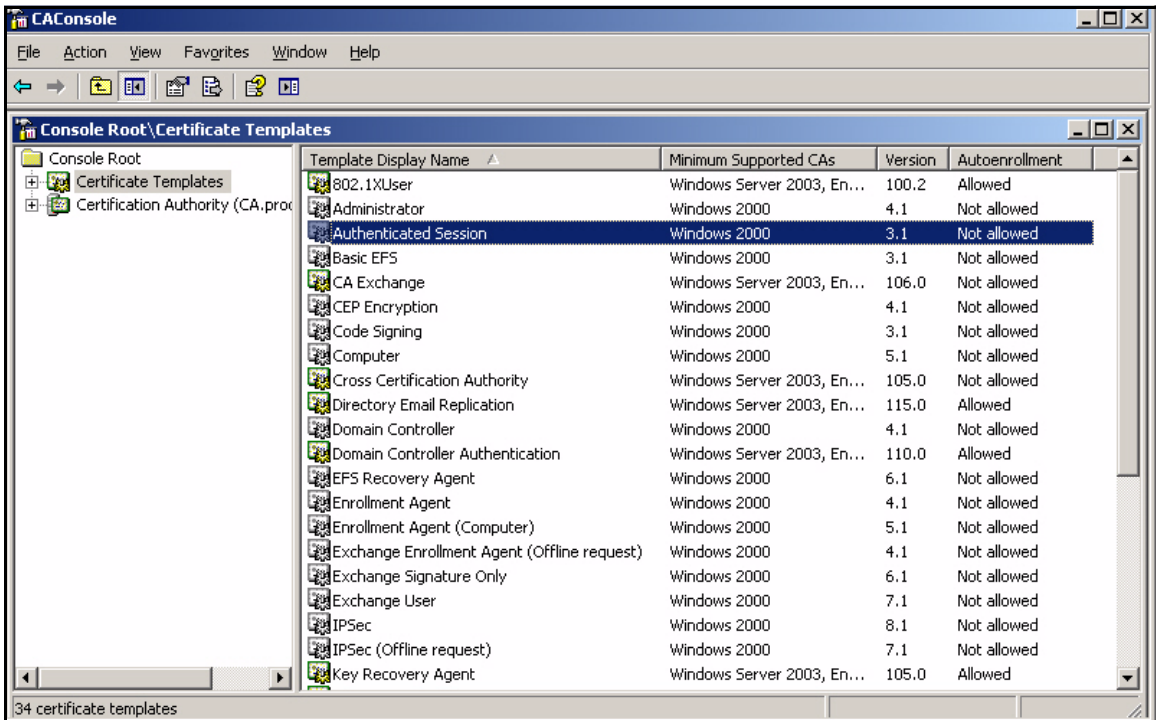 CAConsole
File Action View Favorites Window Help
Console Root\Certificate Templates
Console Root
Certificate Templates
Certification Authority (CA.proc
Template Display Name Minimum Supported CAs Version Autoenrollment
802.1XUser Windows Server 2003, En... 100.2 Allowed
Administrator Windows 2000 4.1 Not allowed
Authenticated Session Windows 2000 3.1 Not allowed
Basic EFS Windows 2000 3.1 Not allowed
CA Exchange Windows Server 2003, En... 106.0 Not allowed
CEP Encryption Windows 2000 4.1 Not allowed
Code Signing Windows 2000 3.1 Not allowed
Computer Windows 2000 5.1 Not allowed
Cross Certification Authority Windows Server 2003, En... 105.0 Not allowed
Directory Email Replication Windows Server 2003, En... 115.0 Allowed
Domain Controller Windows 2000 4.1 Not allowed
Domain Controller Authentication Windows Server 2003, En... 110.0 Allowed
EFS Recovery Agent Windows 2000 6.1 Not allowed
Enrollment Agent Windows 2000 4.1 Not allowed
Enrollment Agent (Computer) Windows 2000 5.1 Not allowed
Exchange Enrollment Agent (Offline request) Windows 2000 4.1 Not allowed
Exchange Signature Only Windows 2000 6.1 Not allowed
Exchange User Windows 2000 7.1 Not allowed
IPSec Windows 2000 8.1 Not allowed
IPSec (Offline request) Windows 2000 7.1 Not allowed
Key Recovery Agent Windows Server 2003, En... 105.0 Allowed
34 certificate templates